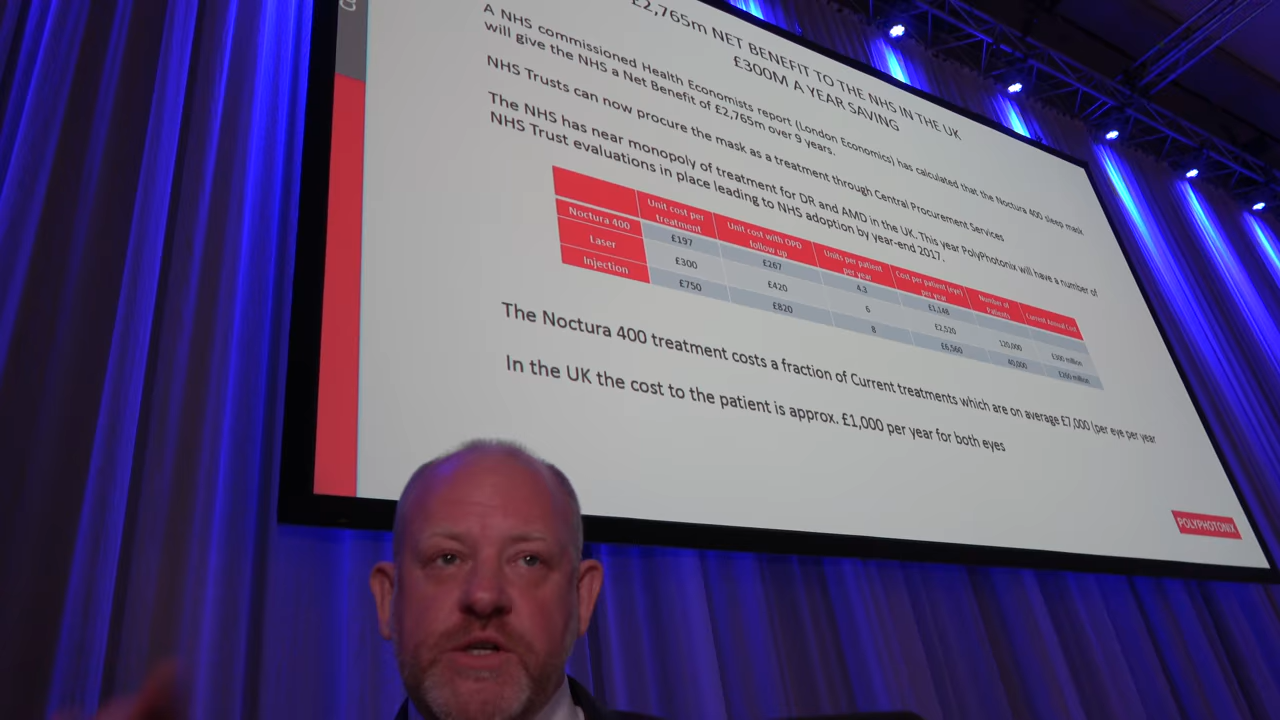 £2,765m NET BENEFIT TO THE NHS IN THE UK
£300M A YEAR SAVING
A NHS commissioned Health Economists report (London Economics) has calculated that the Noctura 400 sleep mask
will give the NHS a Net Benefit of £2,765m over 9 years.
NHS Trusts can now procure the mask as a treatment through Central Procurement Services
The NHS has near monopoly of treatment for DR and AMD in the UK. This year PolyPhotonix will have a number of
NHS Trust evaluations in place leading to NHS adoption by year-end 2017.
Unit cost per treatment Unit cost with OPD follow up Units per patient per year Cost per patient (eye) per year Number of Patients Current Annual Cost
Noctura 400 £197 £267 4.3 £1,148
Laser £300 £420 6 £2,520 120,000 £300 million
Injection £750 £820 8 £6,560 40,000 £260 million
The Noctura 400 treatment costs a fraction of Current treatments which are on average £7,000 (per eye per year
In the UK the cost to the patient is approx. £1,000 per year for both eyes
POLYPHOTONIX